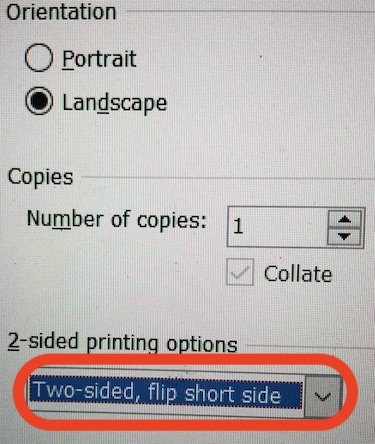 Orientation
Portrait
Landscape
Copies
Number of copies:
1
Collate
2-sided printing options
Two-sided, flip short side